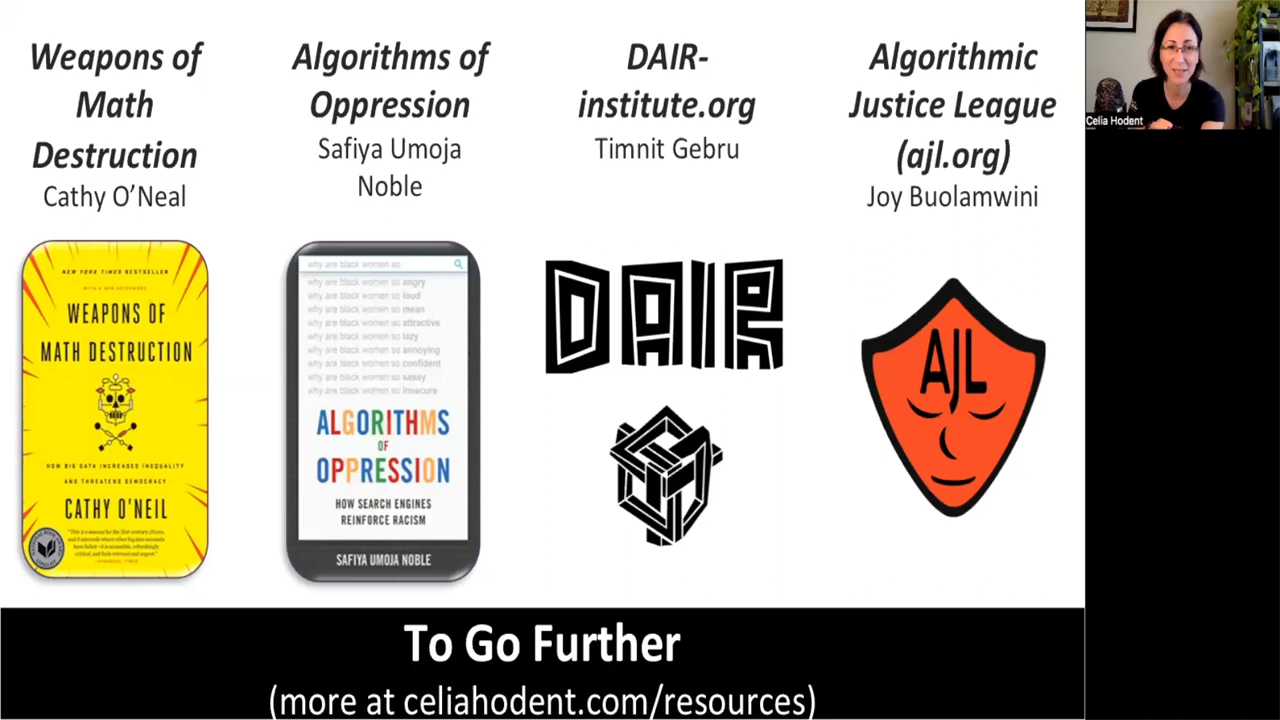 Weapons of
Math
Destruction
Cathy O’Neal
Algorithms of
Oppression
Safiya Umoja
Noble
DAIR-
institute.org
Timnit Gebru
Algorithmic
Justice League
(ajl.org)
Joy Buolamwini
Celia Hodent
NEW YORK TIMES BESTSELLER
WITH A NEW AFTERWORD
WEAPONS OF
MATH DESTRUCTION
HOW BIG DATA INCREASES INEQUALITY
AND THREATENS DEMOCRACY
CATHY O'NEIL
why are black women so
why are black women so angry
why are black women so loud
why are black women so mean
why are black women so attractive
why are black women so lazy
why are black women so annoying
why are black women so confident
why are black women so sassy
why are black women so insecure
ALGORITHMS
OF
OPPRESSION
HOW SEARCH ENGINES
REINFORCE RACISM
SAFIYA UMOJA NOBLE
DAIR
AJL
To Go Further
(more at celiahodent.com/resources)